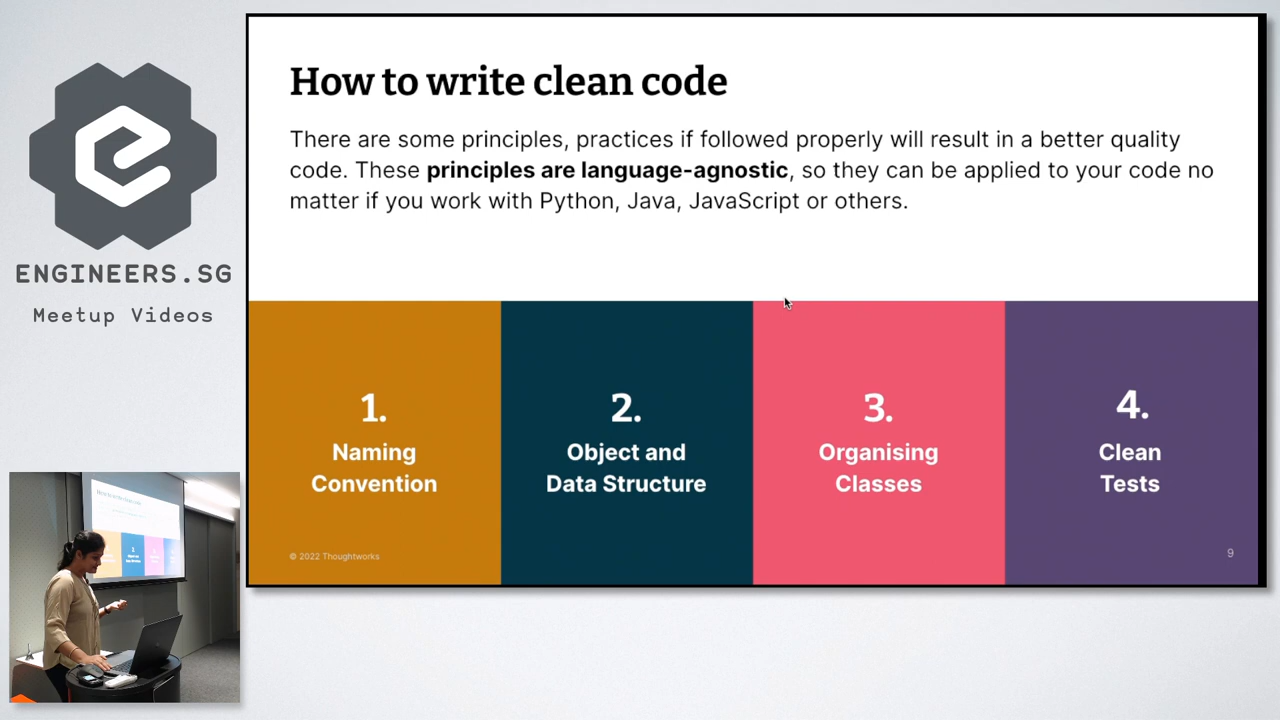 ENGINEERS.SG
Meetup Videos
How to write clean code
There are some principles, practices if followed properly will result in a better quality
code. These principles are language-agnostic, so they can be applied to your code no
matter if you work with Python, Java, JavaScript or others.
1.
Naming
Convention
2.
Object and
Data Structure
3.
Organising
Classes
4.
Clean
Tests
© 2022 Thoughtworks
9